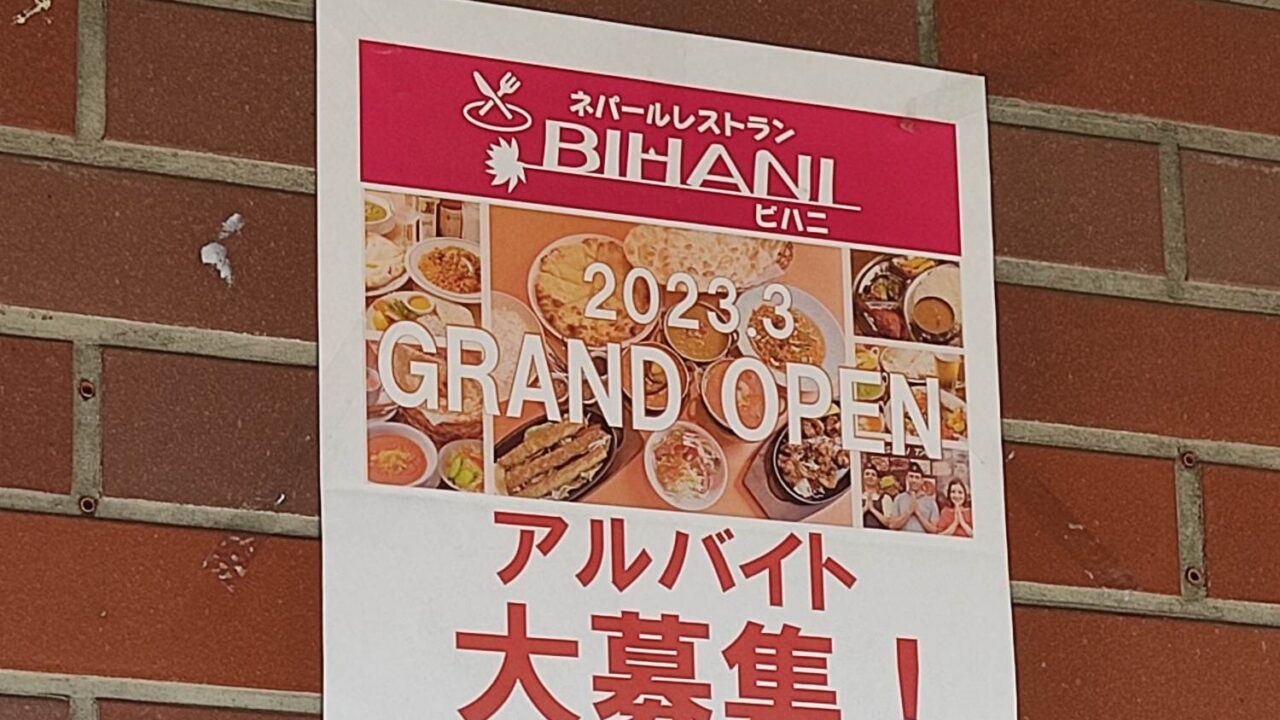 ネパールレストラン
BIHANI
ビハニ
2023.3
GRAND OPEN
アルバイト
大募集！